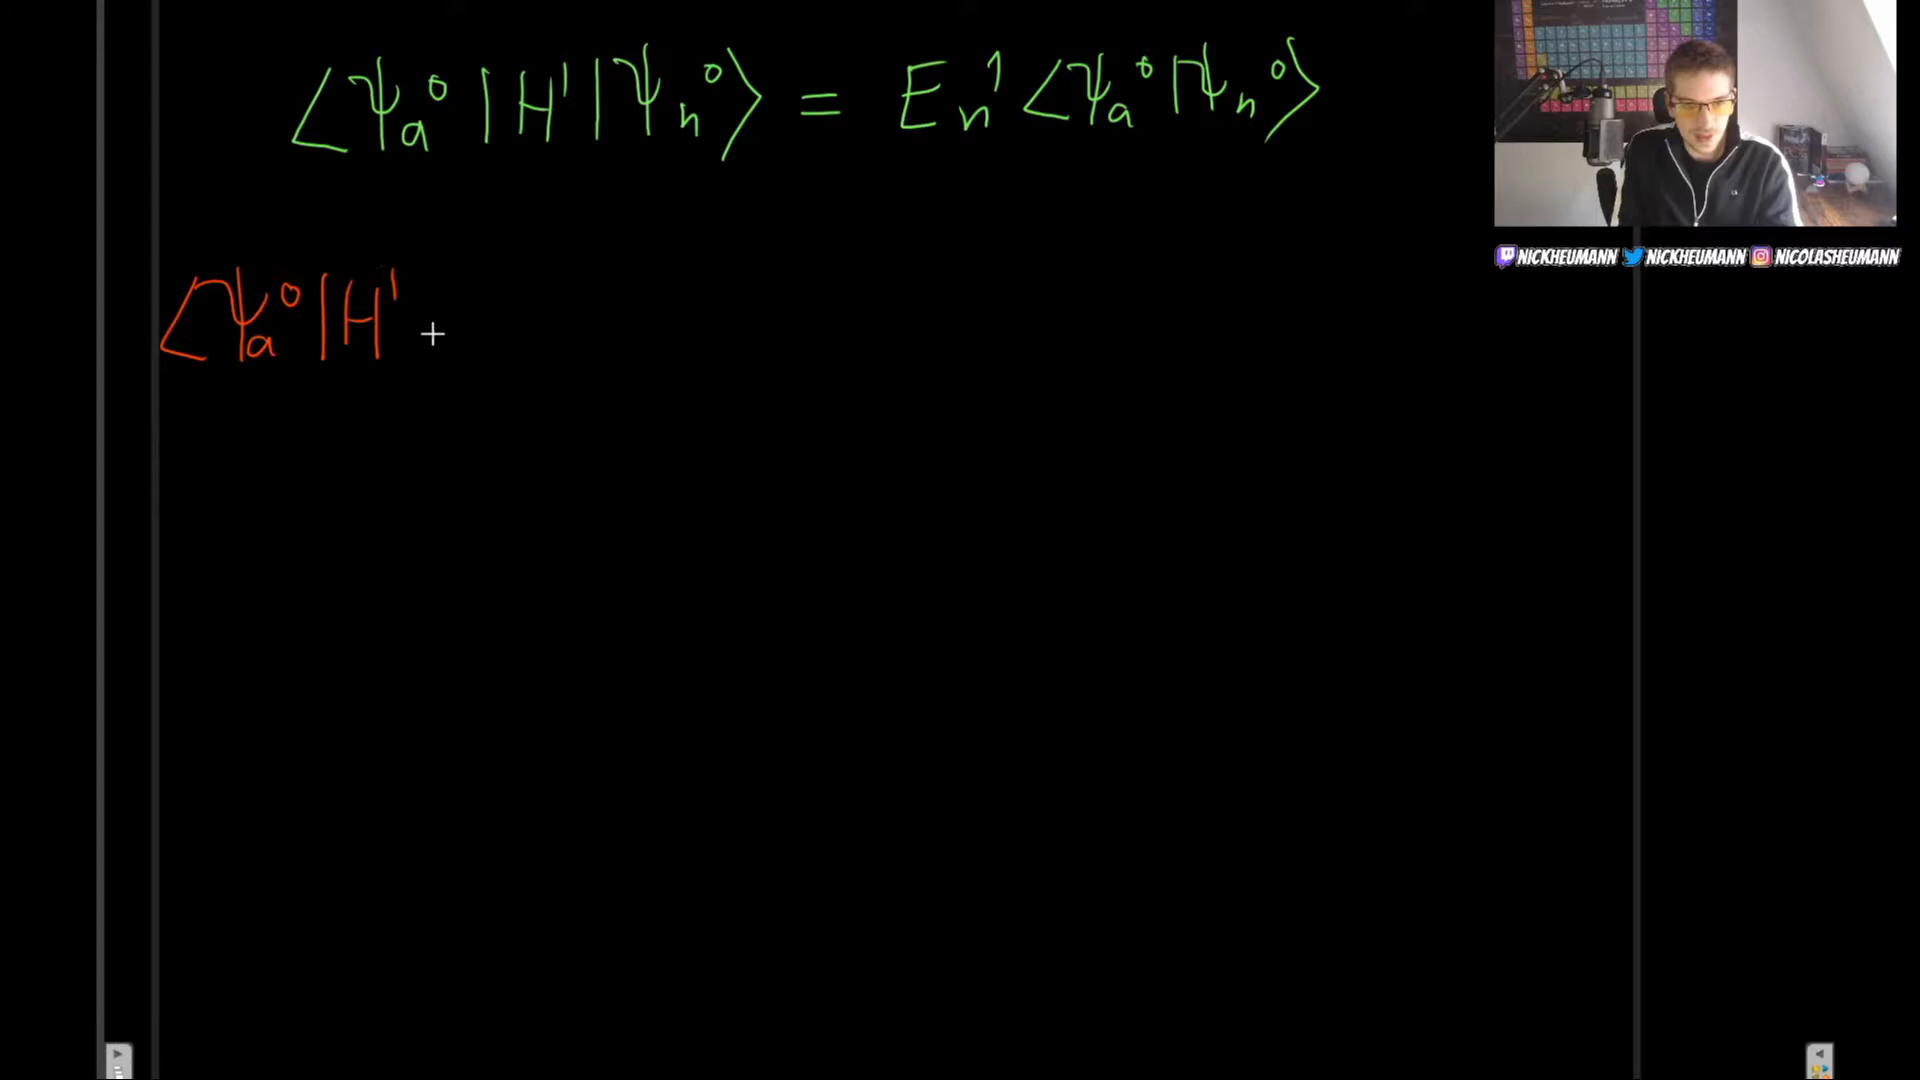 ⟨ψₐ⁰|H'|ψₙ⁰⟩ = Eₙ¹⟨ψₐ⁰|ψₙ⁰⟩
NICKHEUMANN NICKHEUMANN NICOLASHEUMANN
⟨ψₐ⁰|H'